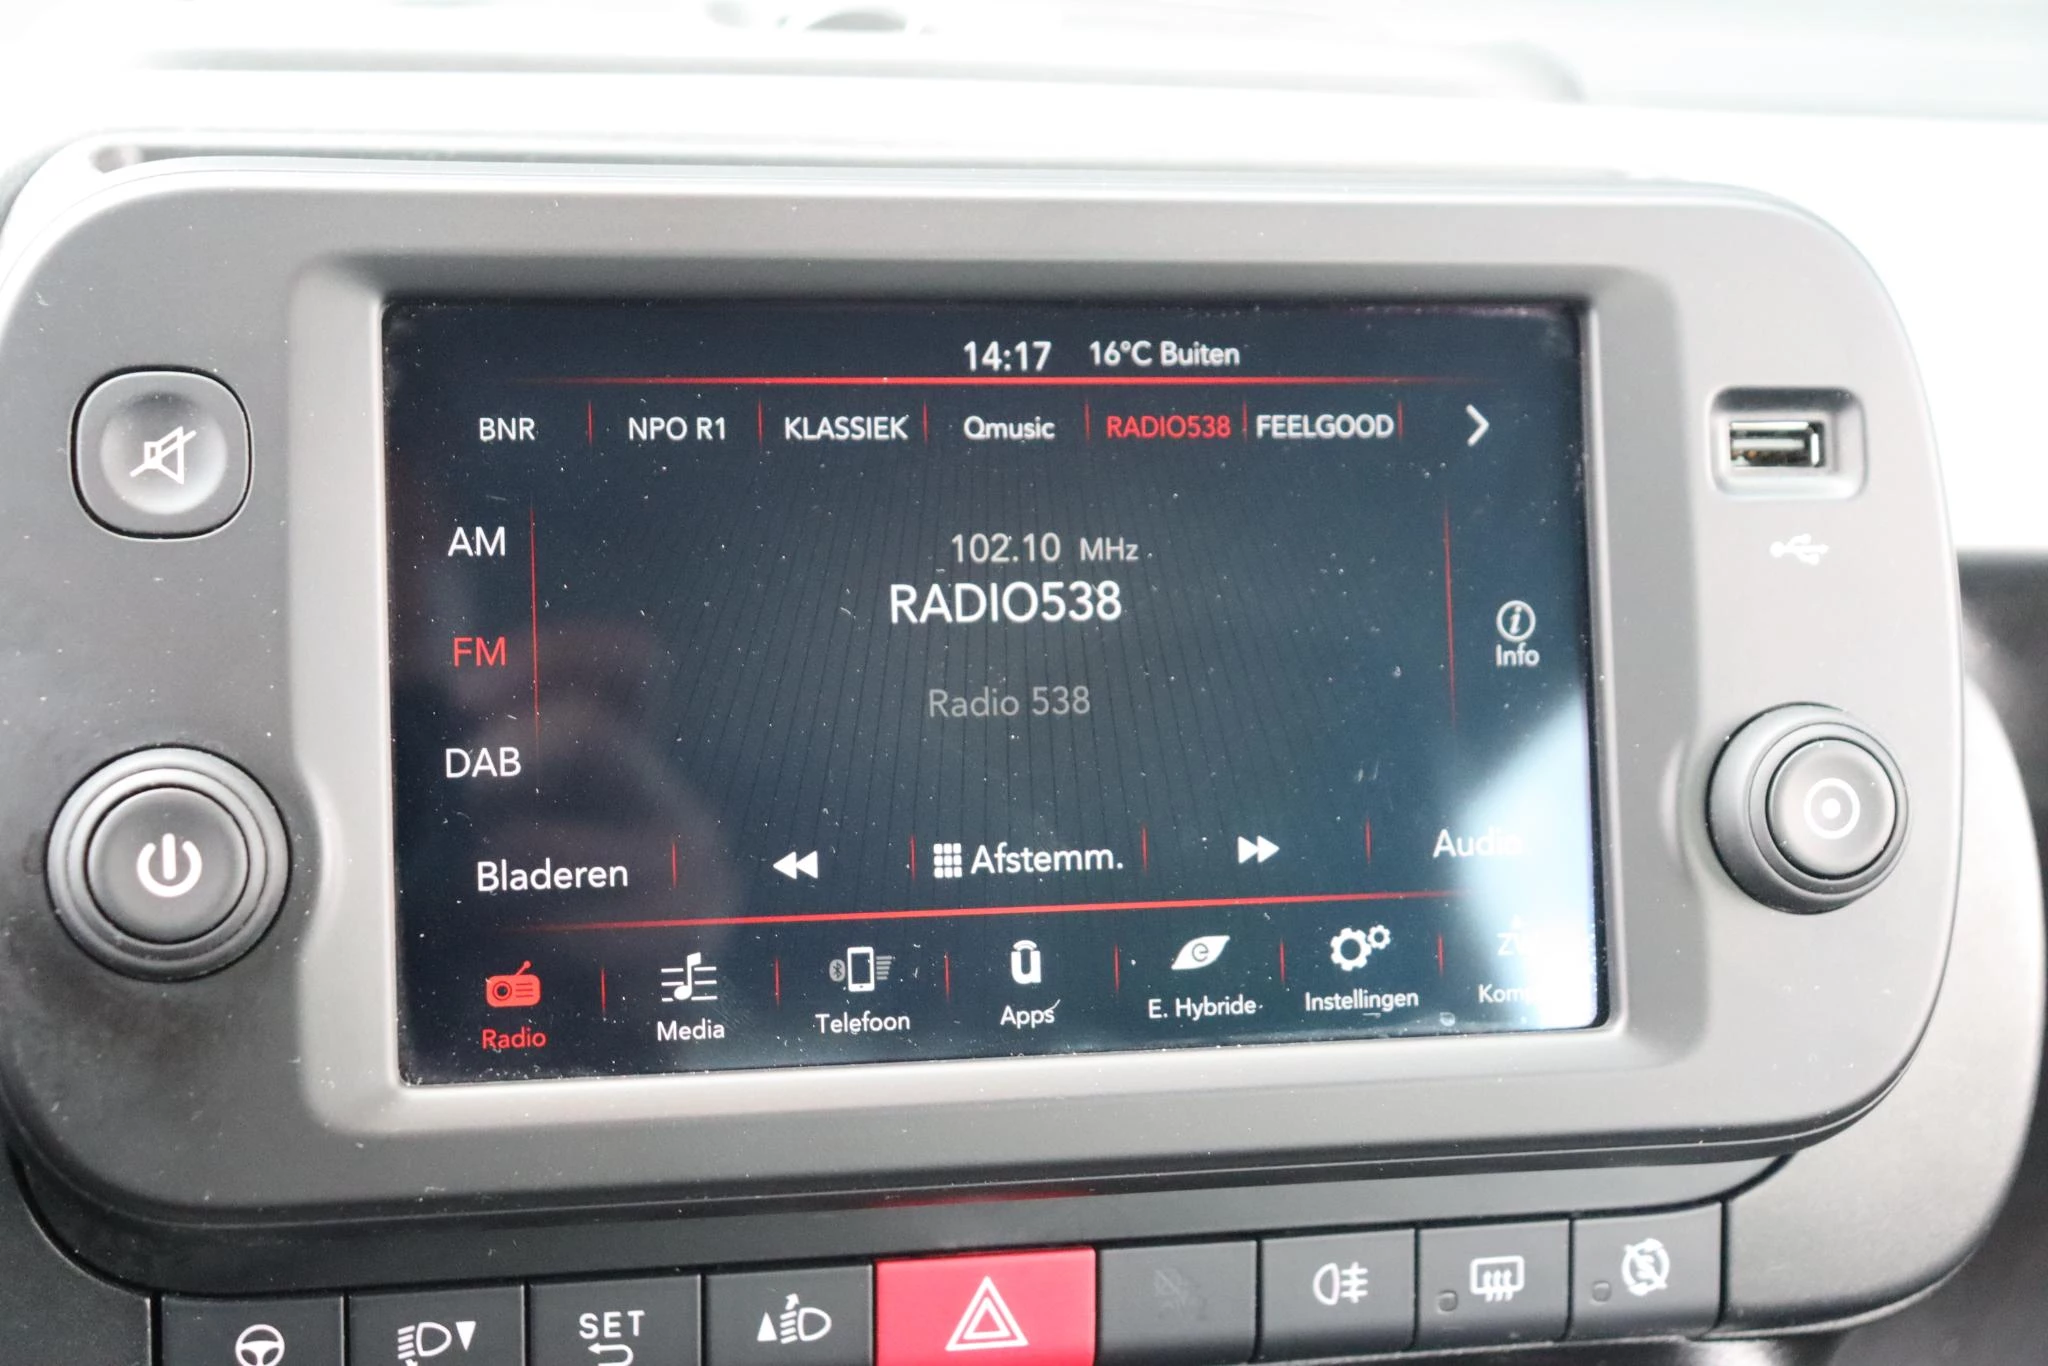 14:17 16°C Buiten
BNR NPO R1 KLASSIEK Qmusic RADIO538 FEELGOOD
AM
102.10 MHz
RADIO538
FM
Info
Radio 538
DAB
Bladeren Afstemm. Audio
Radio Media Telefoon Apps E. Hybride Instellingen
SET